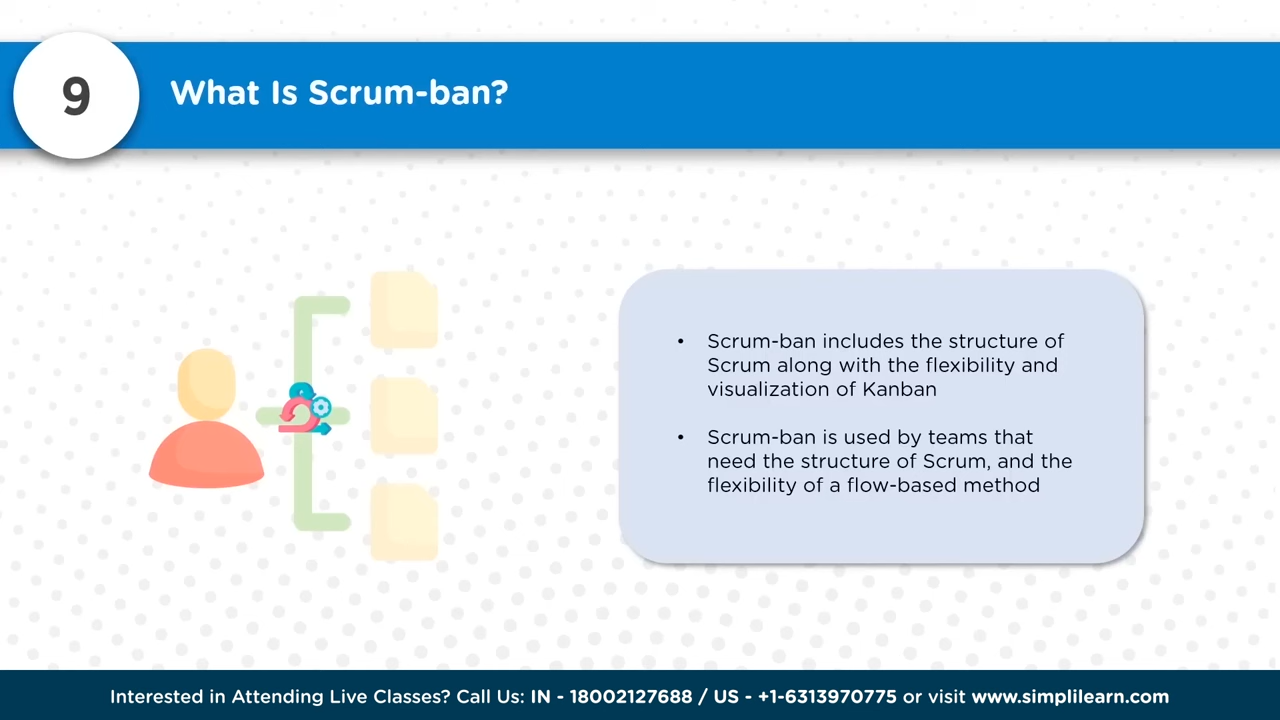 9
What Is Scrum-ban?
• Scrum-ban includes the structure of
Scrum along with the flexibility and
visualization of Kanban
• Scrum-ban is used by teams that
need the structure of Scrum, and the
flexibility of a flow-based method
Interested in Attending Live Classes? Call Us: IN - 18002127688 / US - +1-6313970775 or visit www.simplilearn.com